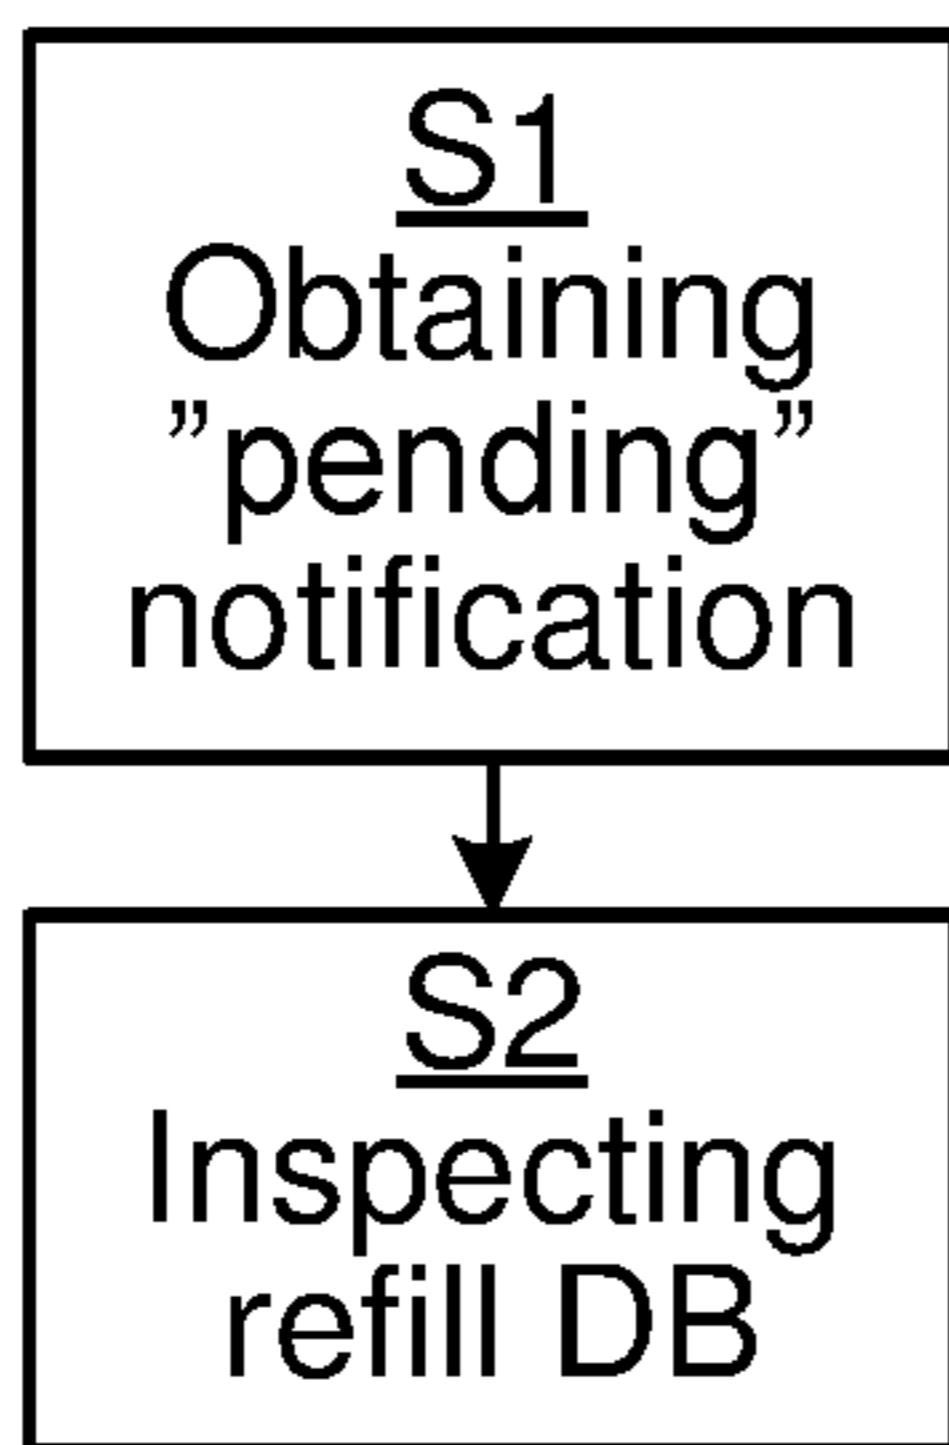 S1
Obtaining
”pending”
notification
S2
Inspecting
refill DB